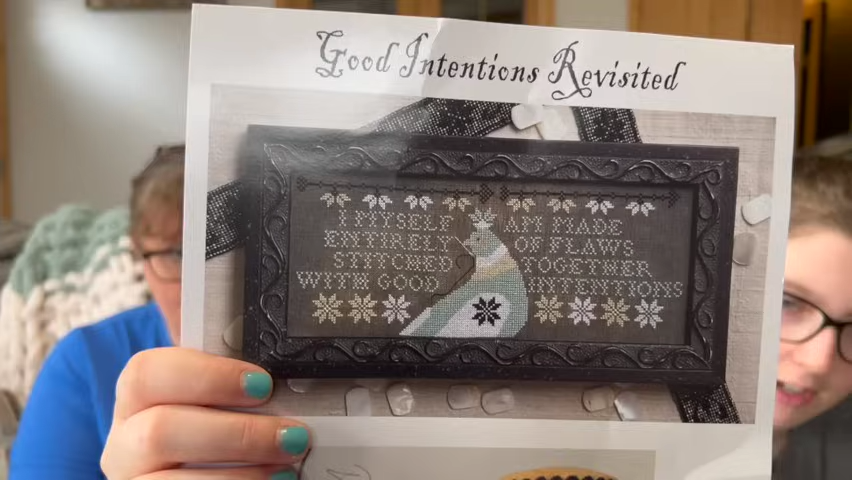 Good Intentions Revisited
I MYSELF AM MADE
ENTIRELY OF FLAWS
STITCHED TOGETHER
WITH GOOD INTENTIONS